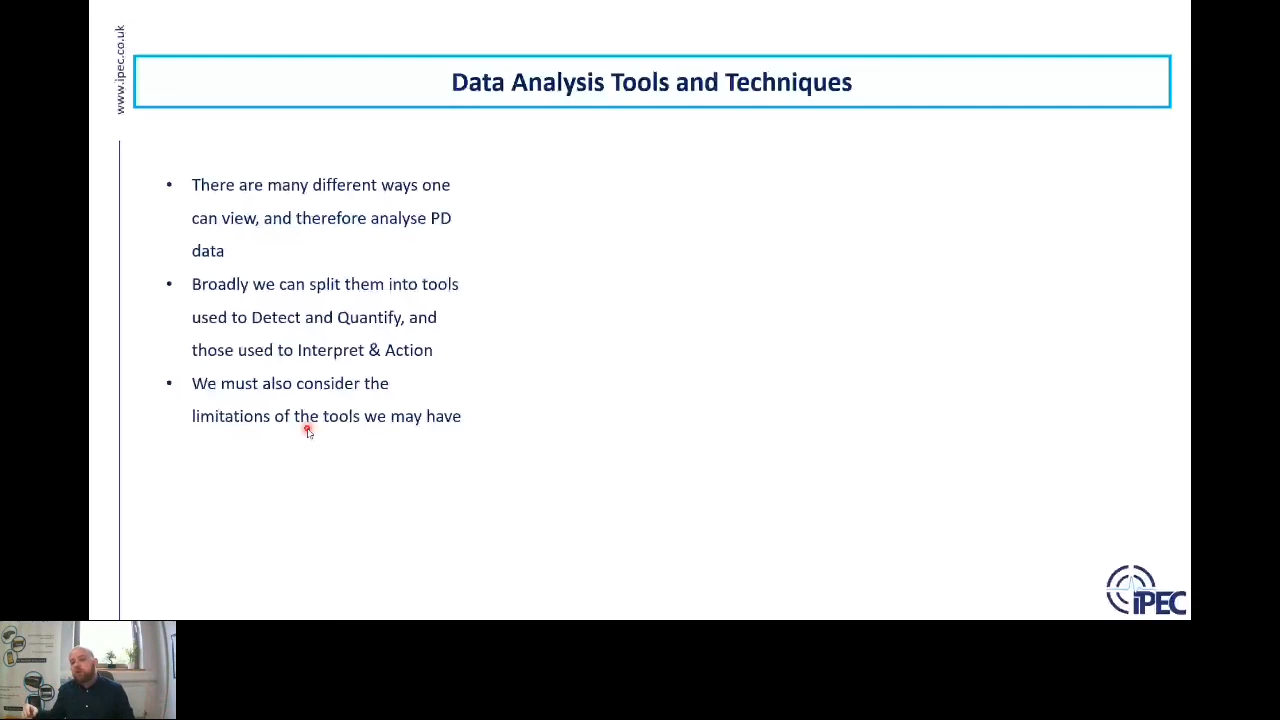 www.ipec.co.uk
Data Analysis Tools and Techniques
• There are many different ways one
can view, and therefore analyse PD
data
• Broadly we can split them into tools
used to Detect and Quantify, and
those used to Interpret & Action
• We must also consider the
limitations of the tools we may have
iPEC